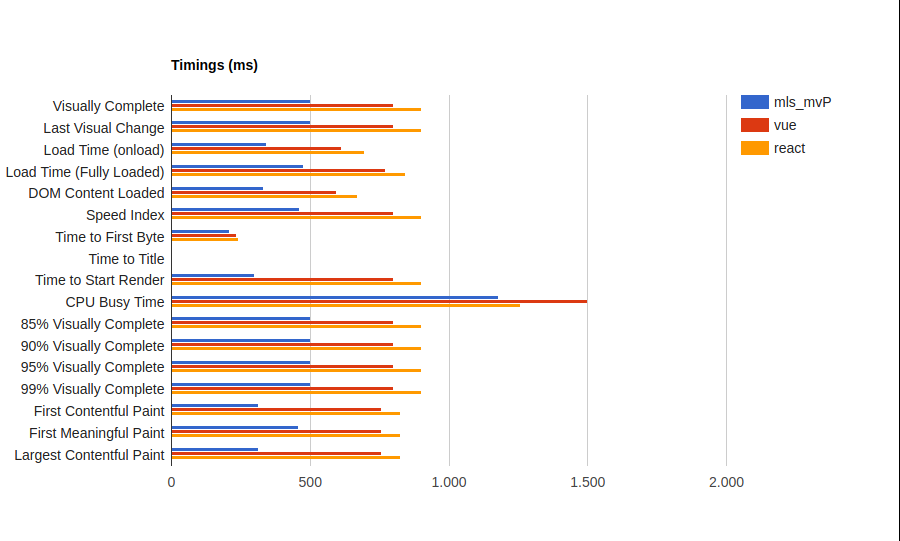 Timings (ms)
Visually Complete
Last Visual Change
Load Time (onload)
Load Time (Fully Loaded)
DOM Content Loaded
Speed Index
Time to First Byte
Time to Title
Time to Start Render
CPU Busy Time
85% Visually Complete
90% Visually Complete
95% Visually Complete
99% Visually Complete
First Contentful Paint
First Meaningful Paint
Largest Contentful Paint
0 500 1.000 1.500 2.000
mls_mvP
vue
react